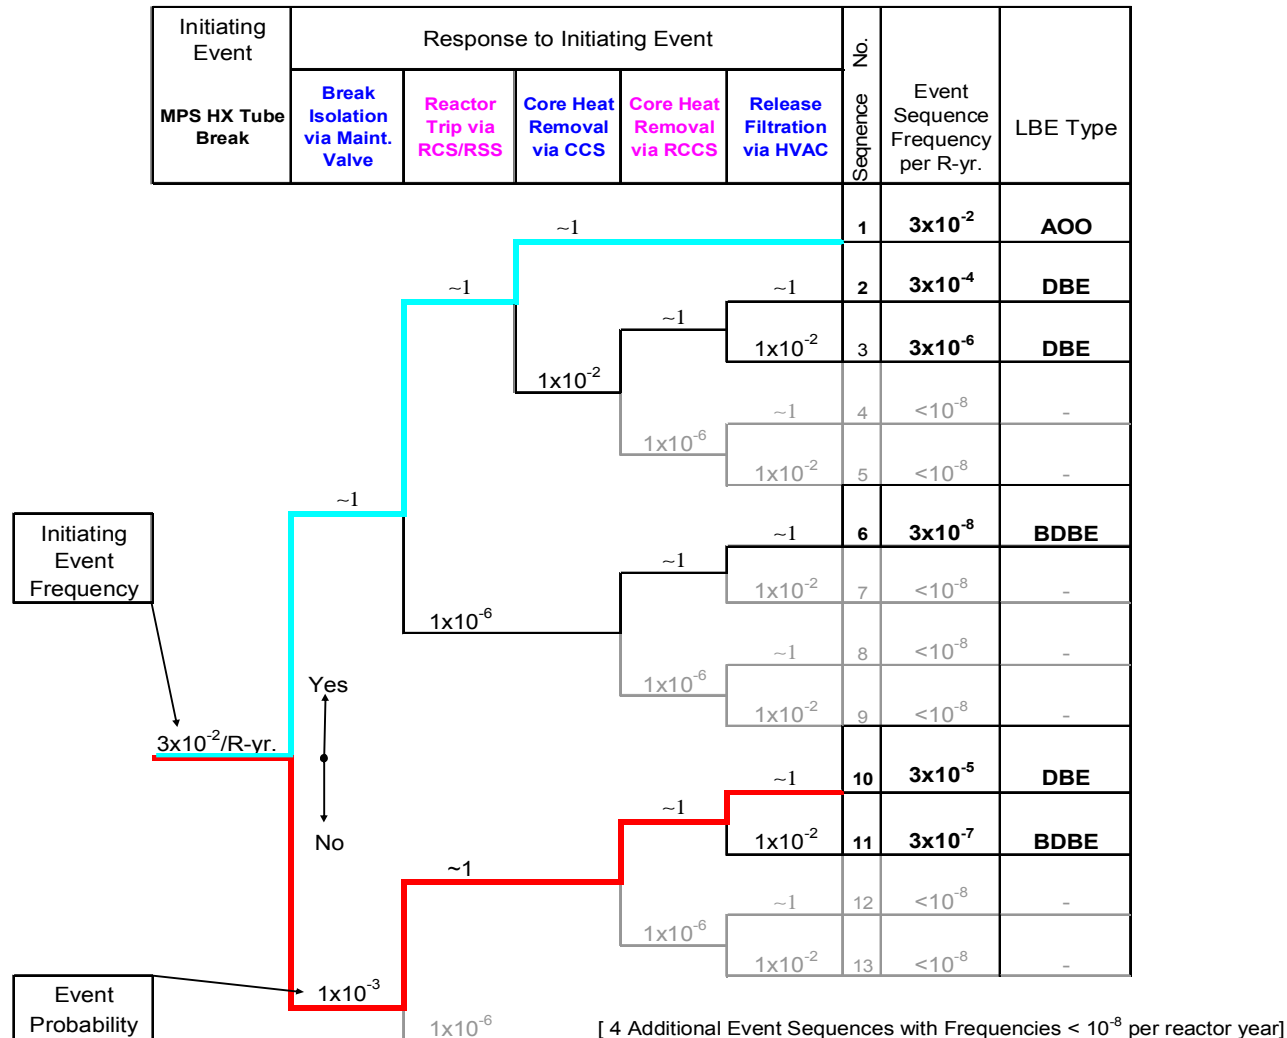 Initiating
Event
Response to Initiating Event
MPS HX Tube
Break
Break
Isolation
via Maint.
Valve
Reactor
Trip via
RCS/RSS
Core Heat
Removal
via CCS
Core Heat
Removal
via RCCS
Release
Filtration
via HVAC
Seqnence No.
Event
Sequence
Frequency
per R-yr.
LBE Type
~1 1 3x10⁻² AOO
~1 ~1 2 3x10⁻⁴ DBE
~1
1x10⁻² 3 3x10⁻⁶ DBE
1x10⁻²
~1 4 <10⁻⁸ -
1x10⁻⁶
1x10⁻² 5 <10⁻⁸ -
~1
~1 6 3x10⁻⁸ BDBE
~1
1x10⁻² 7 <10⁻⁸ -
1x10⁻⁶
~1 8 <10⁻⁸ -
1x10⁻⁶
1x10⁻² 9 <10⁻⁸ -
Initiating
Event
Frequency
Yes
3x10⁻²/R-yr.
No
~1 10 3x10⁻⁵ DBE
~1
1x10⁻² 11 3x10⁻⁷ BDBE
~1
~1 12 <10⁻⁸ -
1x10⁻⁶
1x10⁻² 13 <10⁻⁸ -
1x10⁻³
Event
Probability
1x10⁻⁶
[ 4 Additional Event Sequences with Frequencies < 10⁻⁸ per reactor year]